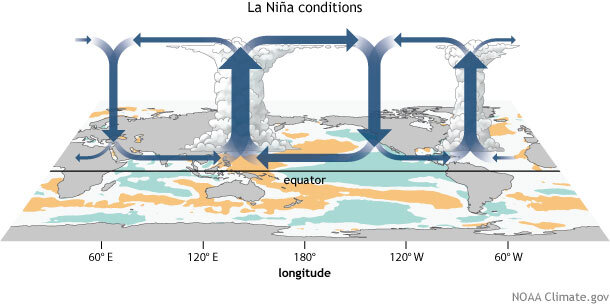 La Niña conditions
equator
60° E 120° E 180° 120° W 60° W
longitude
NOAA Climate.gov